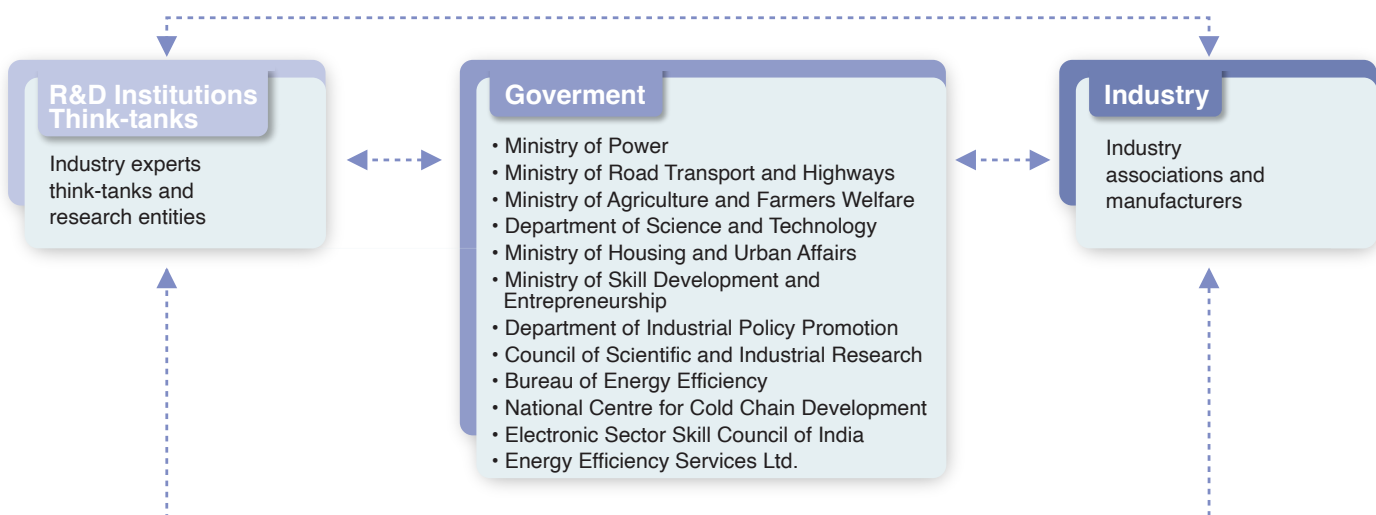 R&D Institutions
Think-tanks
Industry experts
think-tanks and
research entities
Goverment
• Ministry of Power
• Ministry of Road Transport and Highways
• Ministry of Agriculture and Farmers Welfare
• Department of Science and Technology
• Ministry of Housing and Urban Affairs
• Ministry of Skill Development and
Entrepreneurship
• Department of Industrial Policy Promotion
• Council of Scientific and Industrial Research
• Bureau of Energy Efficiency
• National Centre for Cold Chain Development
• Electronic Sector Skill Council of India
• Energy Efficiency Services Ltd.
Industry
Industry
associations and
manufacturers